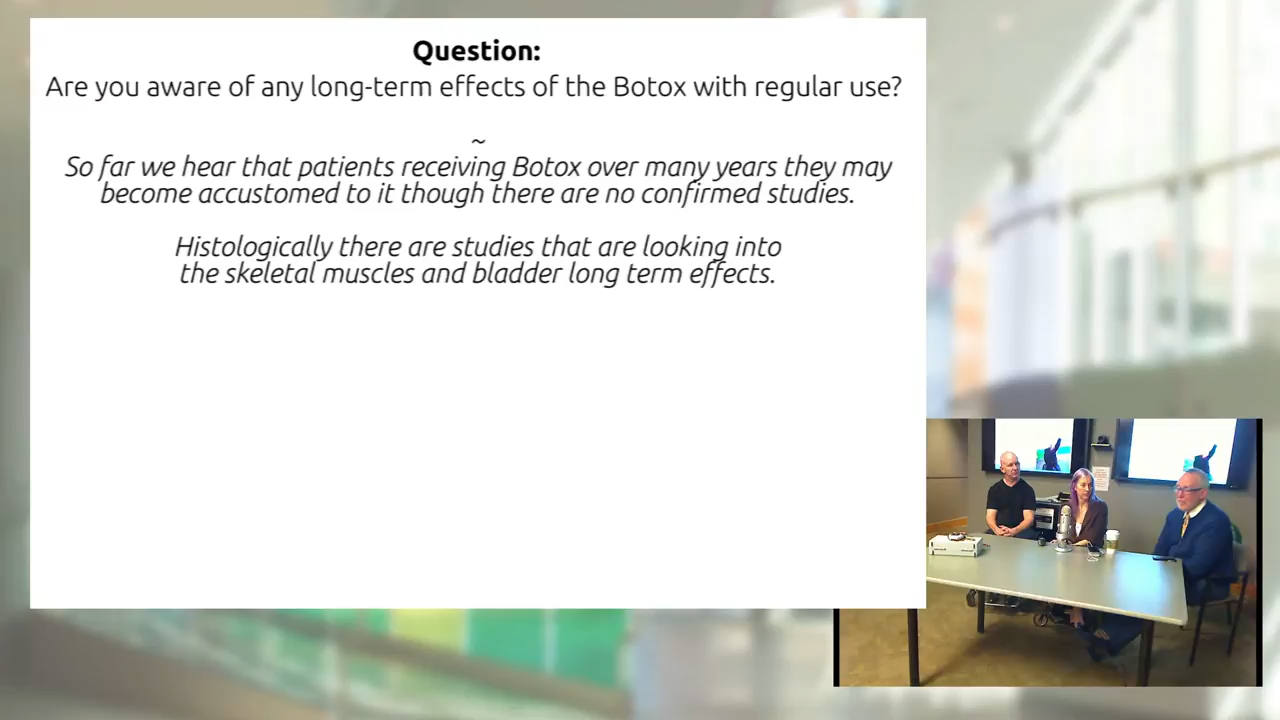 Question:
Are you aware of any long-term effects of the Botox with regular use?
~
So far we hear that patients receiving Botox over many years they may
become accustomed to it though there are no confirmed studies.
Histologically there are studies that are looking into
the skeletal muscles and bladder long term effects.